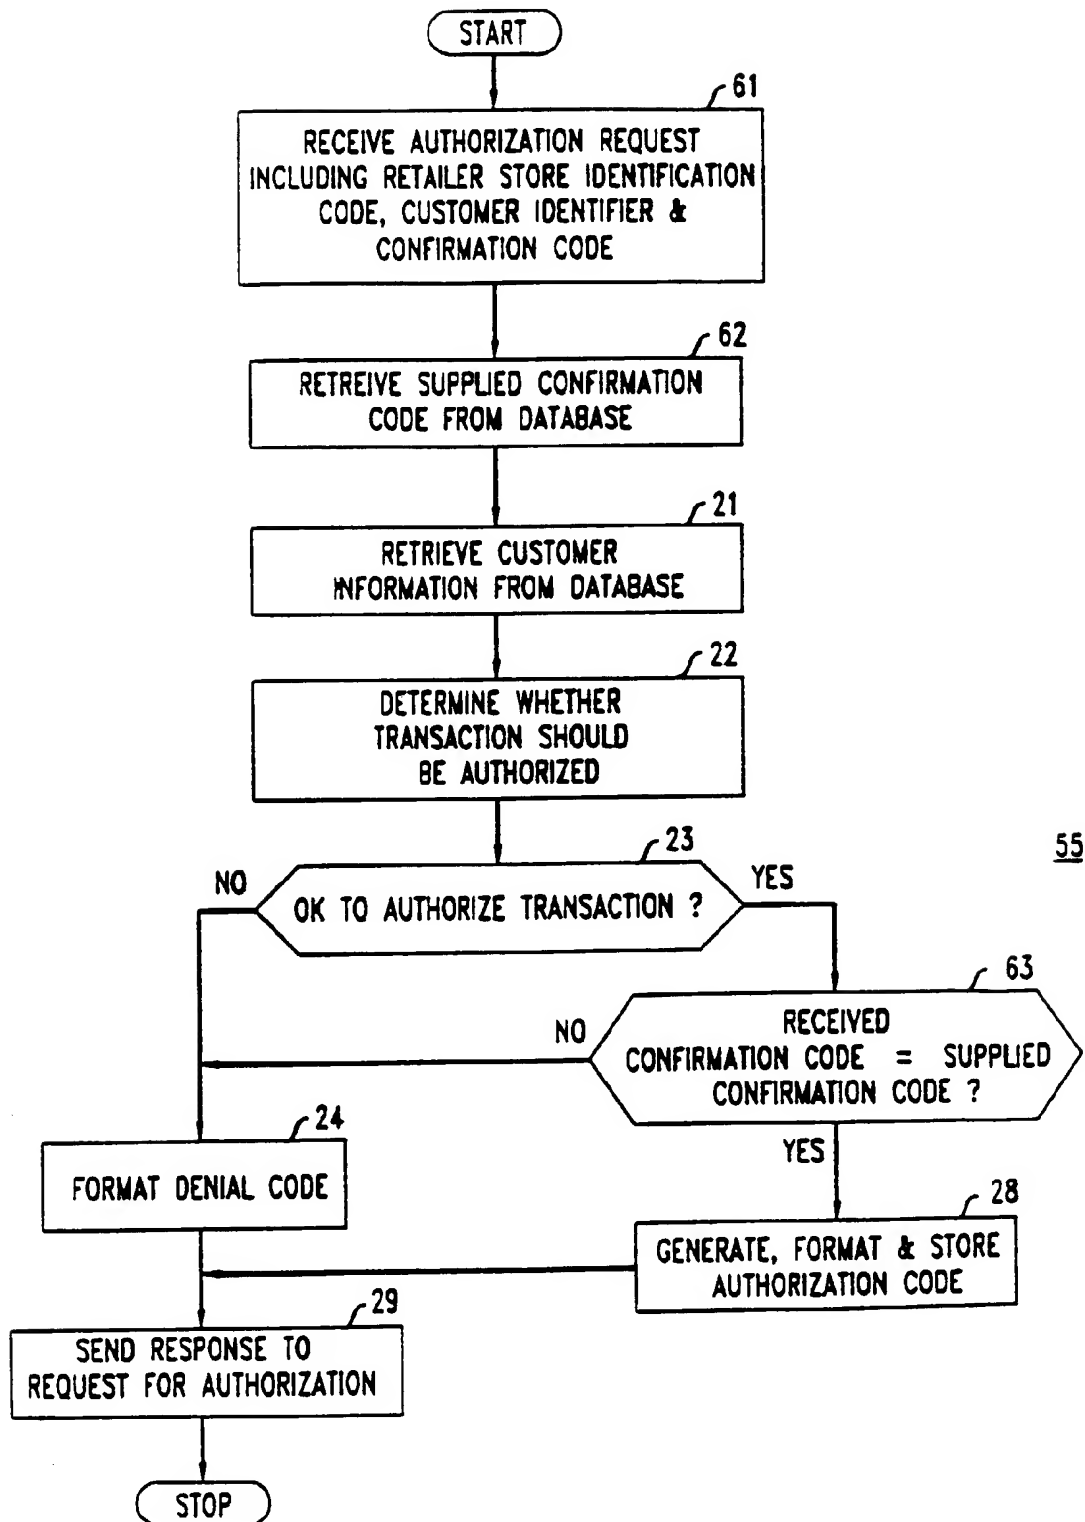 START
61
RECEIVE AUTHORIZATION REQUEST
INCLUDING RETAILER STORE IDENTIFICATION
CODE, CUSTOMER IDENTIFIER &
CONFIRMATION CODE
62
RETREIVE SUPPLIED CONFIRMATION
CODE FROM DATABASE
21
RETRIEVE CUSTOMER
INFORMATION FROM DATABASE
22
DETERMINE WHETHER
TRANSACTION SHOULD
BE AUTHORIZED
23
55
NO
YES
OK TO AUTHORIZE TRANSACTION ?
63
NO
RECEIVED
CONFIRMATION CODE = SUPPLIED
CONFIRMATION CODE ?
24
YES
FORMAT DENIAL CODE
28
GENERATE, FORMAT & STORE
AUTHORIZATION CODE
29
SEND RESPONSE TO
REQUEST FOR AUTHORIZATION
STOP